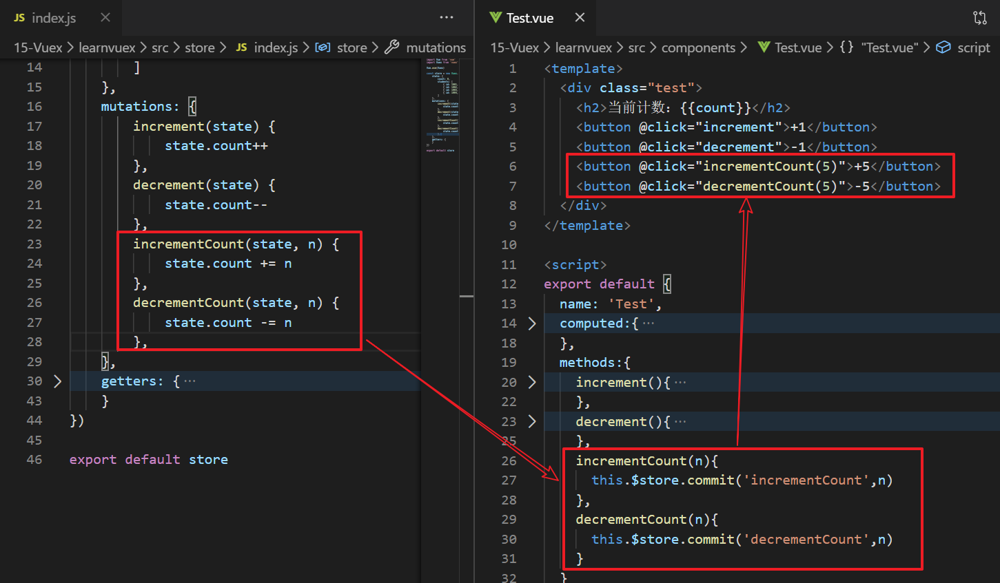 JS index.js
15-Vuex > learnvuex > src > store > JS index.js > store > mutations
14 ]
15 },
16 mutations: {
17 increment(state) {
18 state.count++
19 },
20 decrement(state) {
21 state.count--
22 },
23 incrementCount(state, n) {
24 state.count += n
25 },
26 decrementCount(state, n) {
27 state.count -= n
28 },
29 },
30 getters: {···
43 }
44 })
45
46 export default store
Test.vue
15-Vuex > learnvuex > src > components > Test.vue > {} "Test.vue" > script
1 <template>
2 <div class="test">
3 <h2>当前计数：{{count}}</h2>
4 <button @click="increment">+1</button>
5 <button @click="decrement">-1</button>
6 <button @click="incrementCount(5)">+5</button>
7 <button @click="decrementCount(5)">-5</button>
8 </div>
9 </template>
10
11 <script>
12 export default {
13 name: 'Test',
14 computed:{···
18 },
19 methods:{
20 increment(){···
22 },
23 decrement(){···
25 },
26 incrementCount(n){
27 this.$store.commit('incrementCount',n)
28 },
29 decrementCount(n){
30 this.$store.commit('decrementCount',n)
31 }
32 }